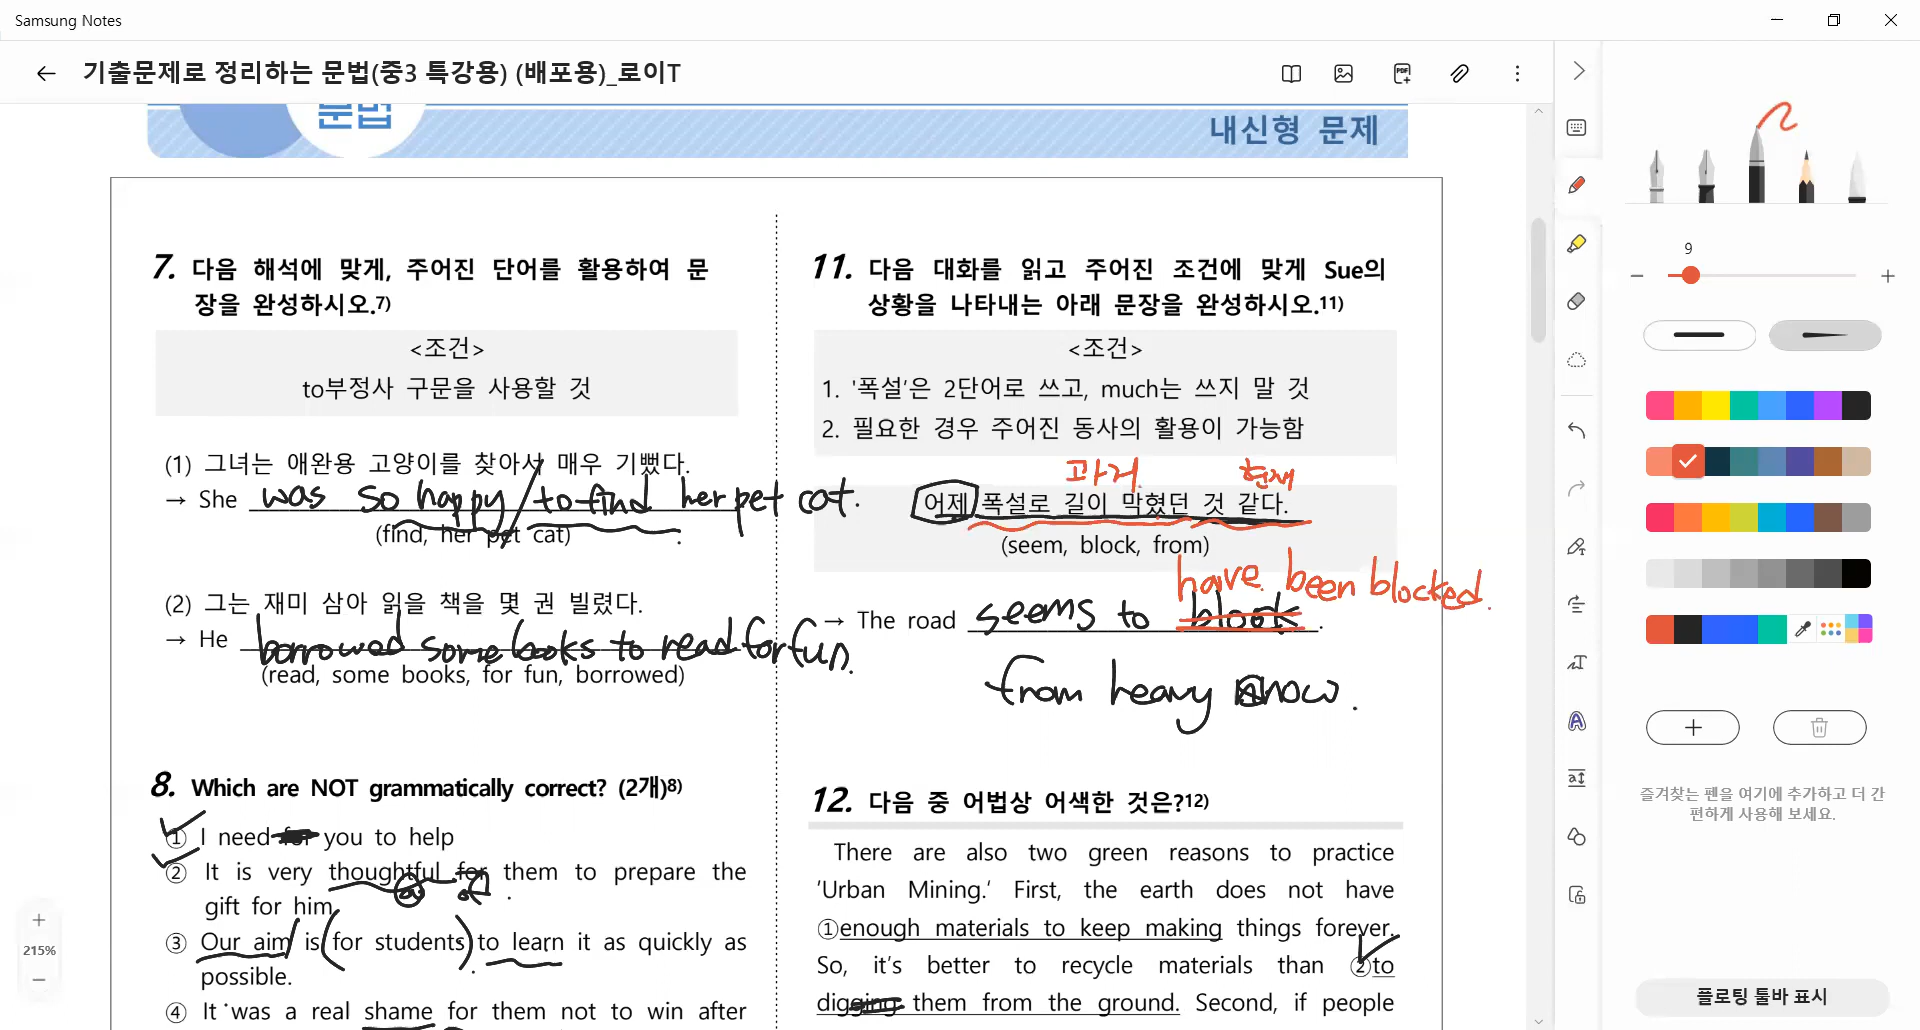 Samsung Notes
기출문제로 정리하는 문법(중3 특강용) (배포용)_로이T
문법
내신형 문제
7. 다음 해석에 맞게, 주어진 단어를 활용하여 문
장을 완성하시오.7)
<조건>
to부정사 구문을 사용할 것
(1) 그녀는 애완용 고양이를 찾아서 매우 기뻤다.
→ She was so happy / to find her pet cat.
(find, her pet cat)
(2) 그는 재미 삼아 읽을 책을 몇 권 빌렸다.
→ He borrowed some books to read for fun.
(read, some books, for fun, borrowed)
8. Which are NOT grammatically correct? (2개)8)
① I need for you to help
② It is very thoughtful for them to prepare the
of
gift for him.
③ Our aim is for students to learn it as quickly as
possible.
④ It was a real shame for them not to win after
11. 다음 대화를 읽고 주어진 조건에 맞게 Sue의
상황을 나타내는 아래 문장을 완성하시오.11)
<조건>
1. '폭설'은 2단어로 쓰고, much는 쓰지 말 것
2. 필요한 경우 주어진 동사의 활용이 가능함
과거 현재
어제 폭설로 길이 막혔던 것 같다.
(seem, block, from)
have been blocked.
→ The road seems to block.
from heavy snow.
12. 다음 중 어법상 어색한 것은?12)
There are also two green reasons to practice
'Urban Mining.' First, the earth does not have
①enough materials to keep making things forever.
So, it's better to recycle materials than ②to
digging them from the ground. Second, if people
215%
9
즐겨찾는 펜을 여기에 추가하고 더 간
편하게 사용해 보세요.
플로팅 툴바 표시